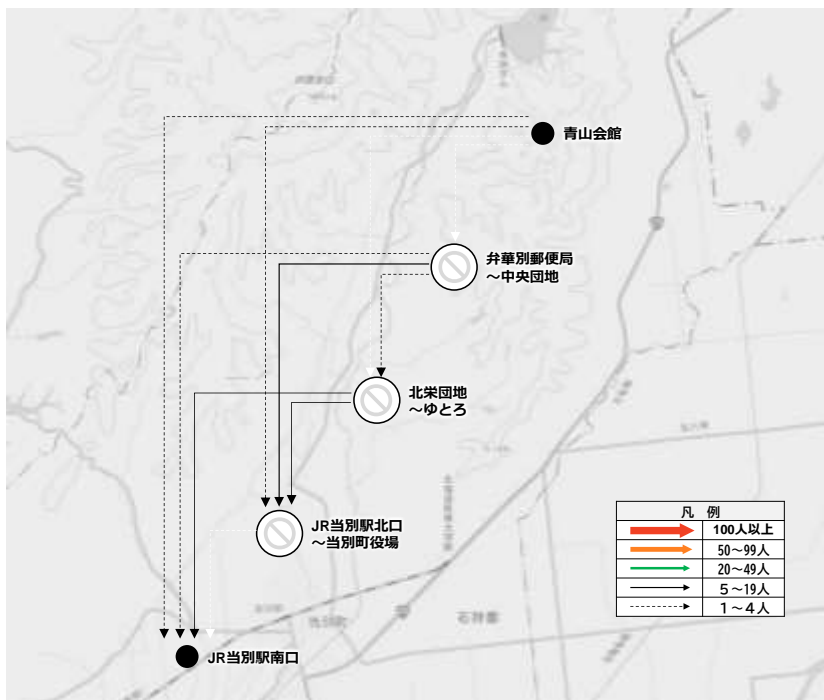 青山会館
弁華別郵便局
～中央団地
北栄団地
～ゆとろ
JR当別駅北口
～当別町役場
JR当別駅南口
凡 例
100人以上
50～99人
20～49人
5～19人
1～4人
石狩郡